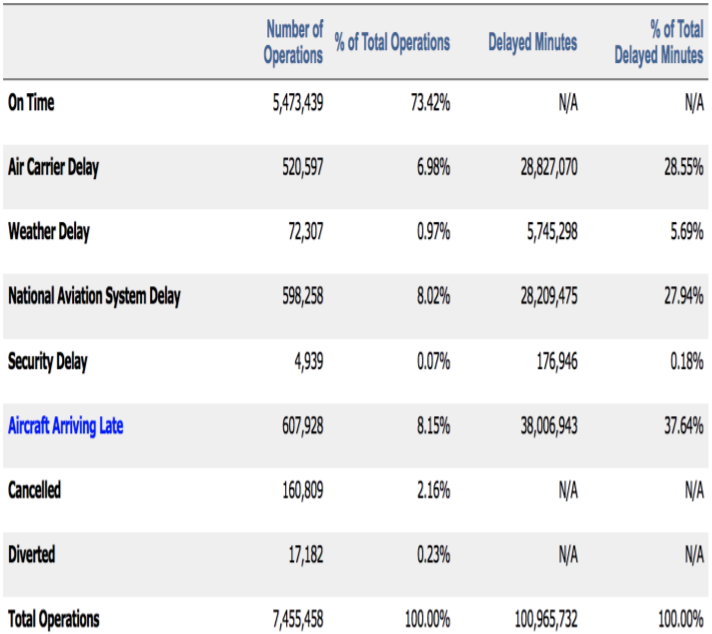 Number of Operations % of Total Operations Delayed Minutes % of Total Delayed Minutes
On Time 5,473,439 73.42% N/A N/A
Air Carrier Delay 520,597 6.98% 28,827,070 28.55%
Weather Delay 72,307 0.97% 5,745,298 5.69%
National Aviation System Delay 598,258 8.02% 28,209,475 27.94%
Security Delay 4,939 0.07% 176,946 0.18%
Aircraft Arriving Late 607,928 8.15% 38,006,943 37.64%
Cancelled 160,809 2.16% N/A N/A
Diverted 17,182 0.23% N/A N/A
Total Operations 7,455,458 100.00% 100,965,732 100.00%